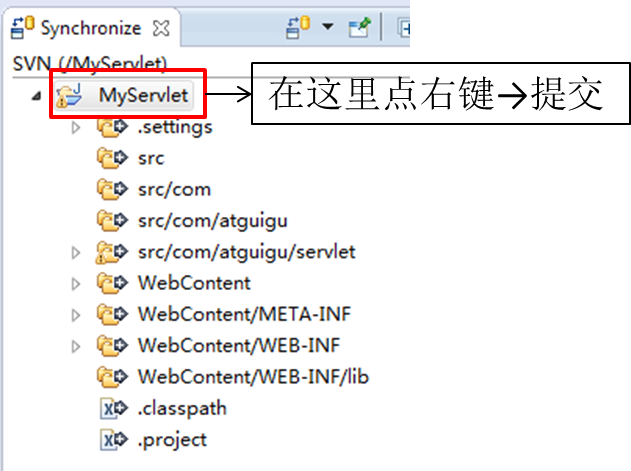 Synchronize
SVN (/MyServlet)
MyServlet
在这里点右键→提交
.settings
src
src/com
src/com/atguigu
src/com/atguigu/servlet
WebContent
WebContent/META-INF
WebContent/WEB-INF
WebContent/WEB-INF/lib
.classpath
.project